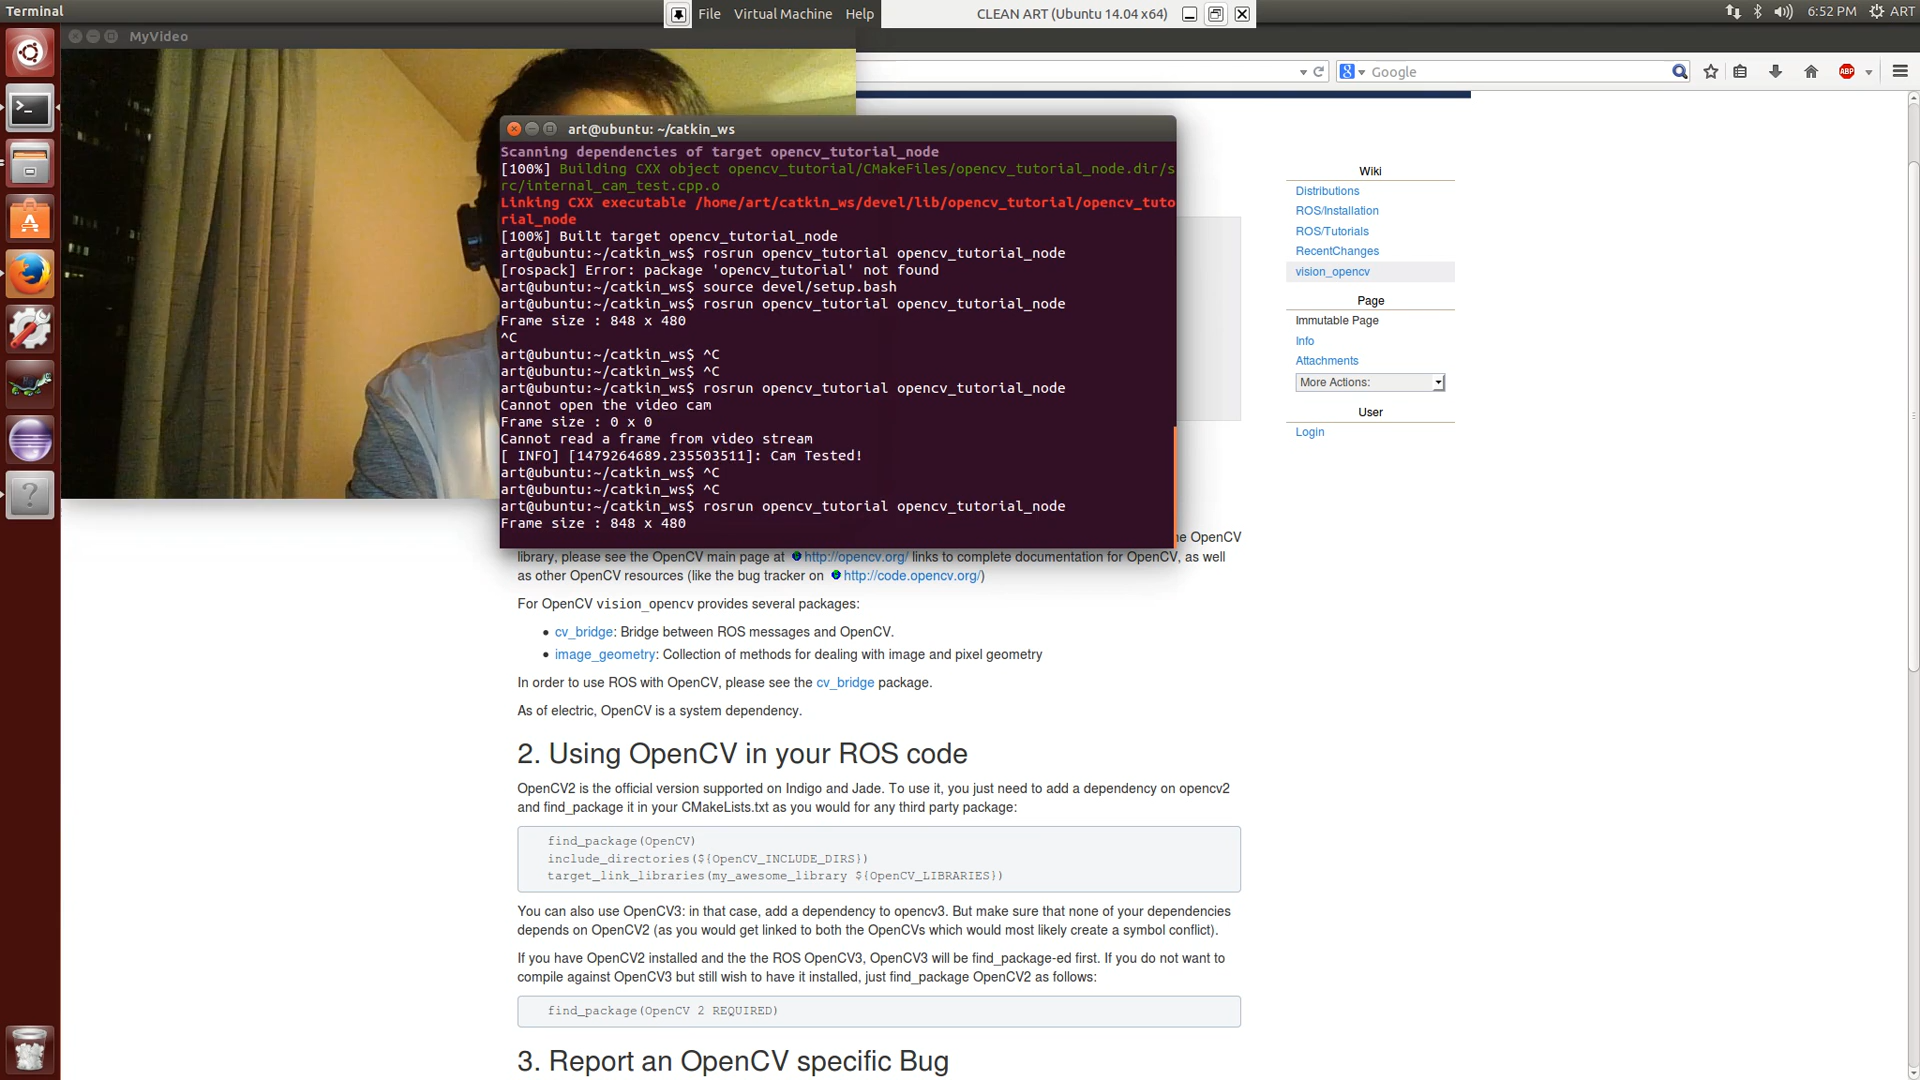 Terminal
File Virtual Machine Help
CLEAN ART (Ubuntu 14.04 x64)
6:52 PM ART
MyVideo
Google
ABP
art@ubuntu: ~/catkin_ws
Scanning dependencies of target opencv_tutorial_node
[100%] Building CXX object opencv_tutorial/CMakeFiles/opencv_tutorial_node.dir/s
rc/internal_cam_test.cpp.o
Linking CXX executable /home/art/catkin_ws/devel/lib/opencv_tutorial/opencv_tuto
rial_node
[100%] Built target opencv_tutorial_node
art@ubuntu:~/catkin_ws$ rosrun opencv_tutorial opencv_tutorial_node
[rospack] Error: package 'opencv_tutorial' not found
art@ubuntu:~/catkin_ws$ source devel/setup.bash
art@ubuntu:~/catkin_ws$ rosrun opencv_tutorial opencv_tutorial_node
Frame size : 848 x 480
^C
art@ubuntu:~/catkin_ws$ ^C
art@ubuntu:~/catkin_ws$ ^C
art@ubuntu:~/catkin_ws$ rosrun opencv_tutorial opencv_tutorial_node
Cannot open the video cam
Frame size : 0 x 0
Cannot read a frame from video stream
[ INFO] [1479264689.235503511]: Cam Tested!
art@ubuntu:~/catkin_ws$ ^C
art@ubuntu:~/catkin_ws$ ^C
art@ubuntu:~/catkin_ws$ rosrun opencv_tutorial opencv_tutorial_node
Frame size : 848 x 480
Wiki
Distributions
ROS/Installation
ROS/Tutorials
RecentChanges
vision_opencv
Page
Immutable Page
Info
Attachments
More Actions:
User
Login
OpenCV
library, please see the OpenCV main page at http://opencv.org/ links to complete documentation for OpenCV, as well
as other OpenCV resources (like the bug tracker on http://code.opencv.org/)
For OpenCV vision_opencv provides several packages:
• cv_bridge: Bridge between ROS messages and OpenCV.
• image_geometry: Collection of methods for dealing with image and pixel geometry
In order to use ROS with OpenCV, please see the cv_bridge package.
As of electric, OpenCV is a system dependency.
2. Using OpenCV in your ROS code
OpenCV2 is the official version supported on Indigo and Jade. To use it, you just need to add a dependency on opencv2
and find_package it in your CMakeLists.txt as you would for any third party package:
find_package(OpenCV)
include_directories(${OpenCV_INCLUDE_DIRS})
target_link_libraries(my_awesome_library ${OpenCV_LIBRARIES})
You can also use OpenCV3: in that case, add a dependency to opencv3. But make sure that none of your dependencies
depends on OpenCV2 (as you would get linked to both the OpenCVs which would most likely create a symbol conflict).
If you have OpenCV2 installed and the the ROS OpenCV3, OpenCV3 will be find_package-ed first. If you do not want to
compile against OpenCV3 but still wish to have it installed, just find_package OpenCV2 as follows:
find_package(OpenCV 2 REQUIRED)
3. Report an OpenCV specific Bug